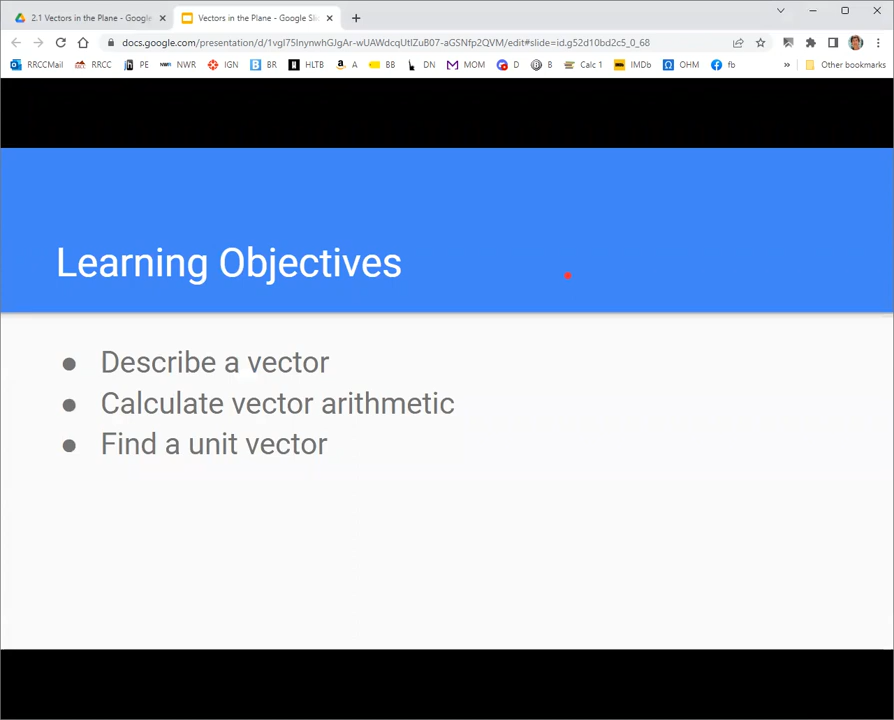 2.1 Vectors in the Plane - Google
Vectors in the Plane - Google Sli
docs.google.com/presentation/d/1vgI75InynwhGJgAr-wUAWdcqUtlZuB07-aGSNfp2QVM/edit#slide=id.g52d10bd2c5_0_68
RRCCMail RRCC PE NWR IGN BR HLTB A BB DN MOM D B Calc 1 IMDb OHM fb » Other bookmarks
Learning Objectives
● Describe a vector
● Calculate vector arithmetic
● Find a unit vector